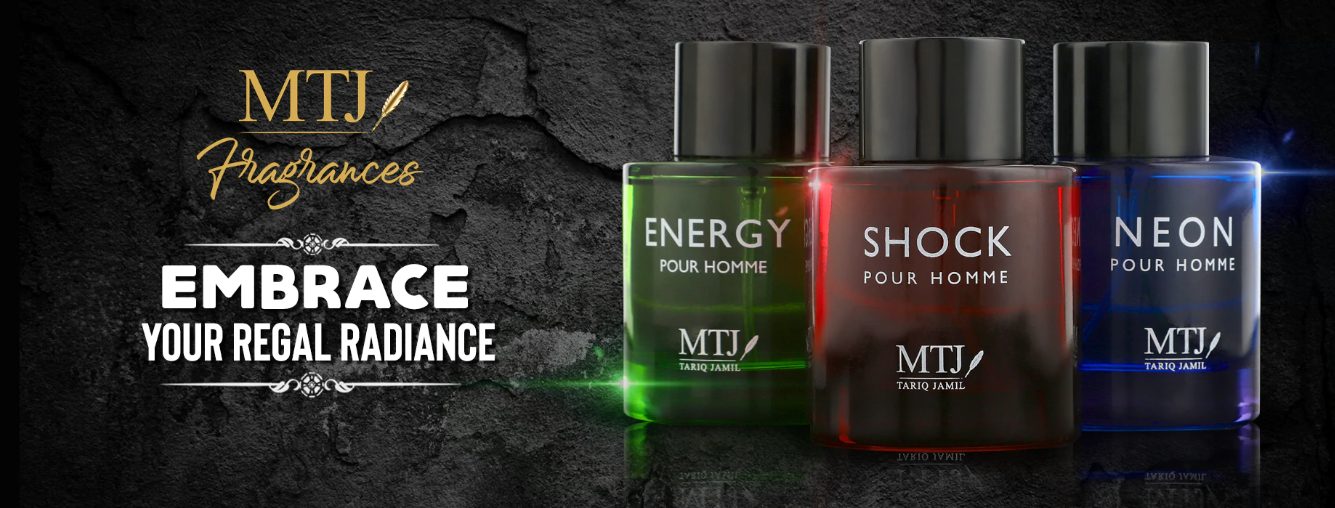 MTJ
Fragrances
EMBRACE
YOUR REGAL RADIANCE
ENERGY
POUR HOMME
MTJ
TARIQ JAMIL
SHOCK
POUR HOMME
MTJ
TARIQ JAMIL
NEON
POUR HOMME
MTJ
TARIQ JAMIL